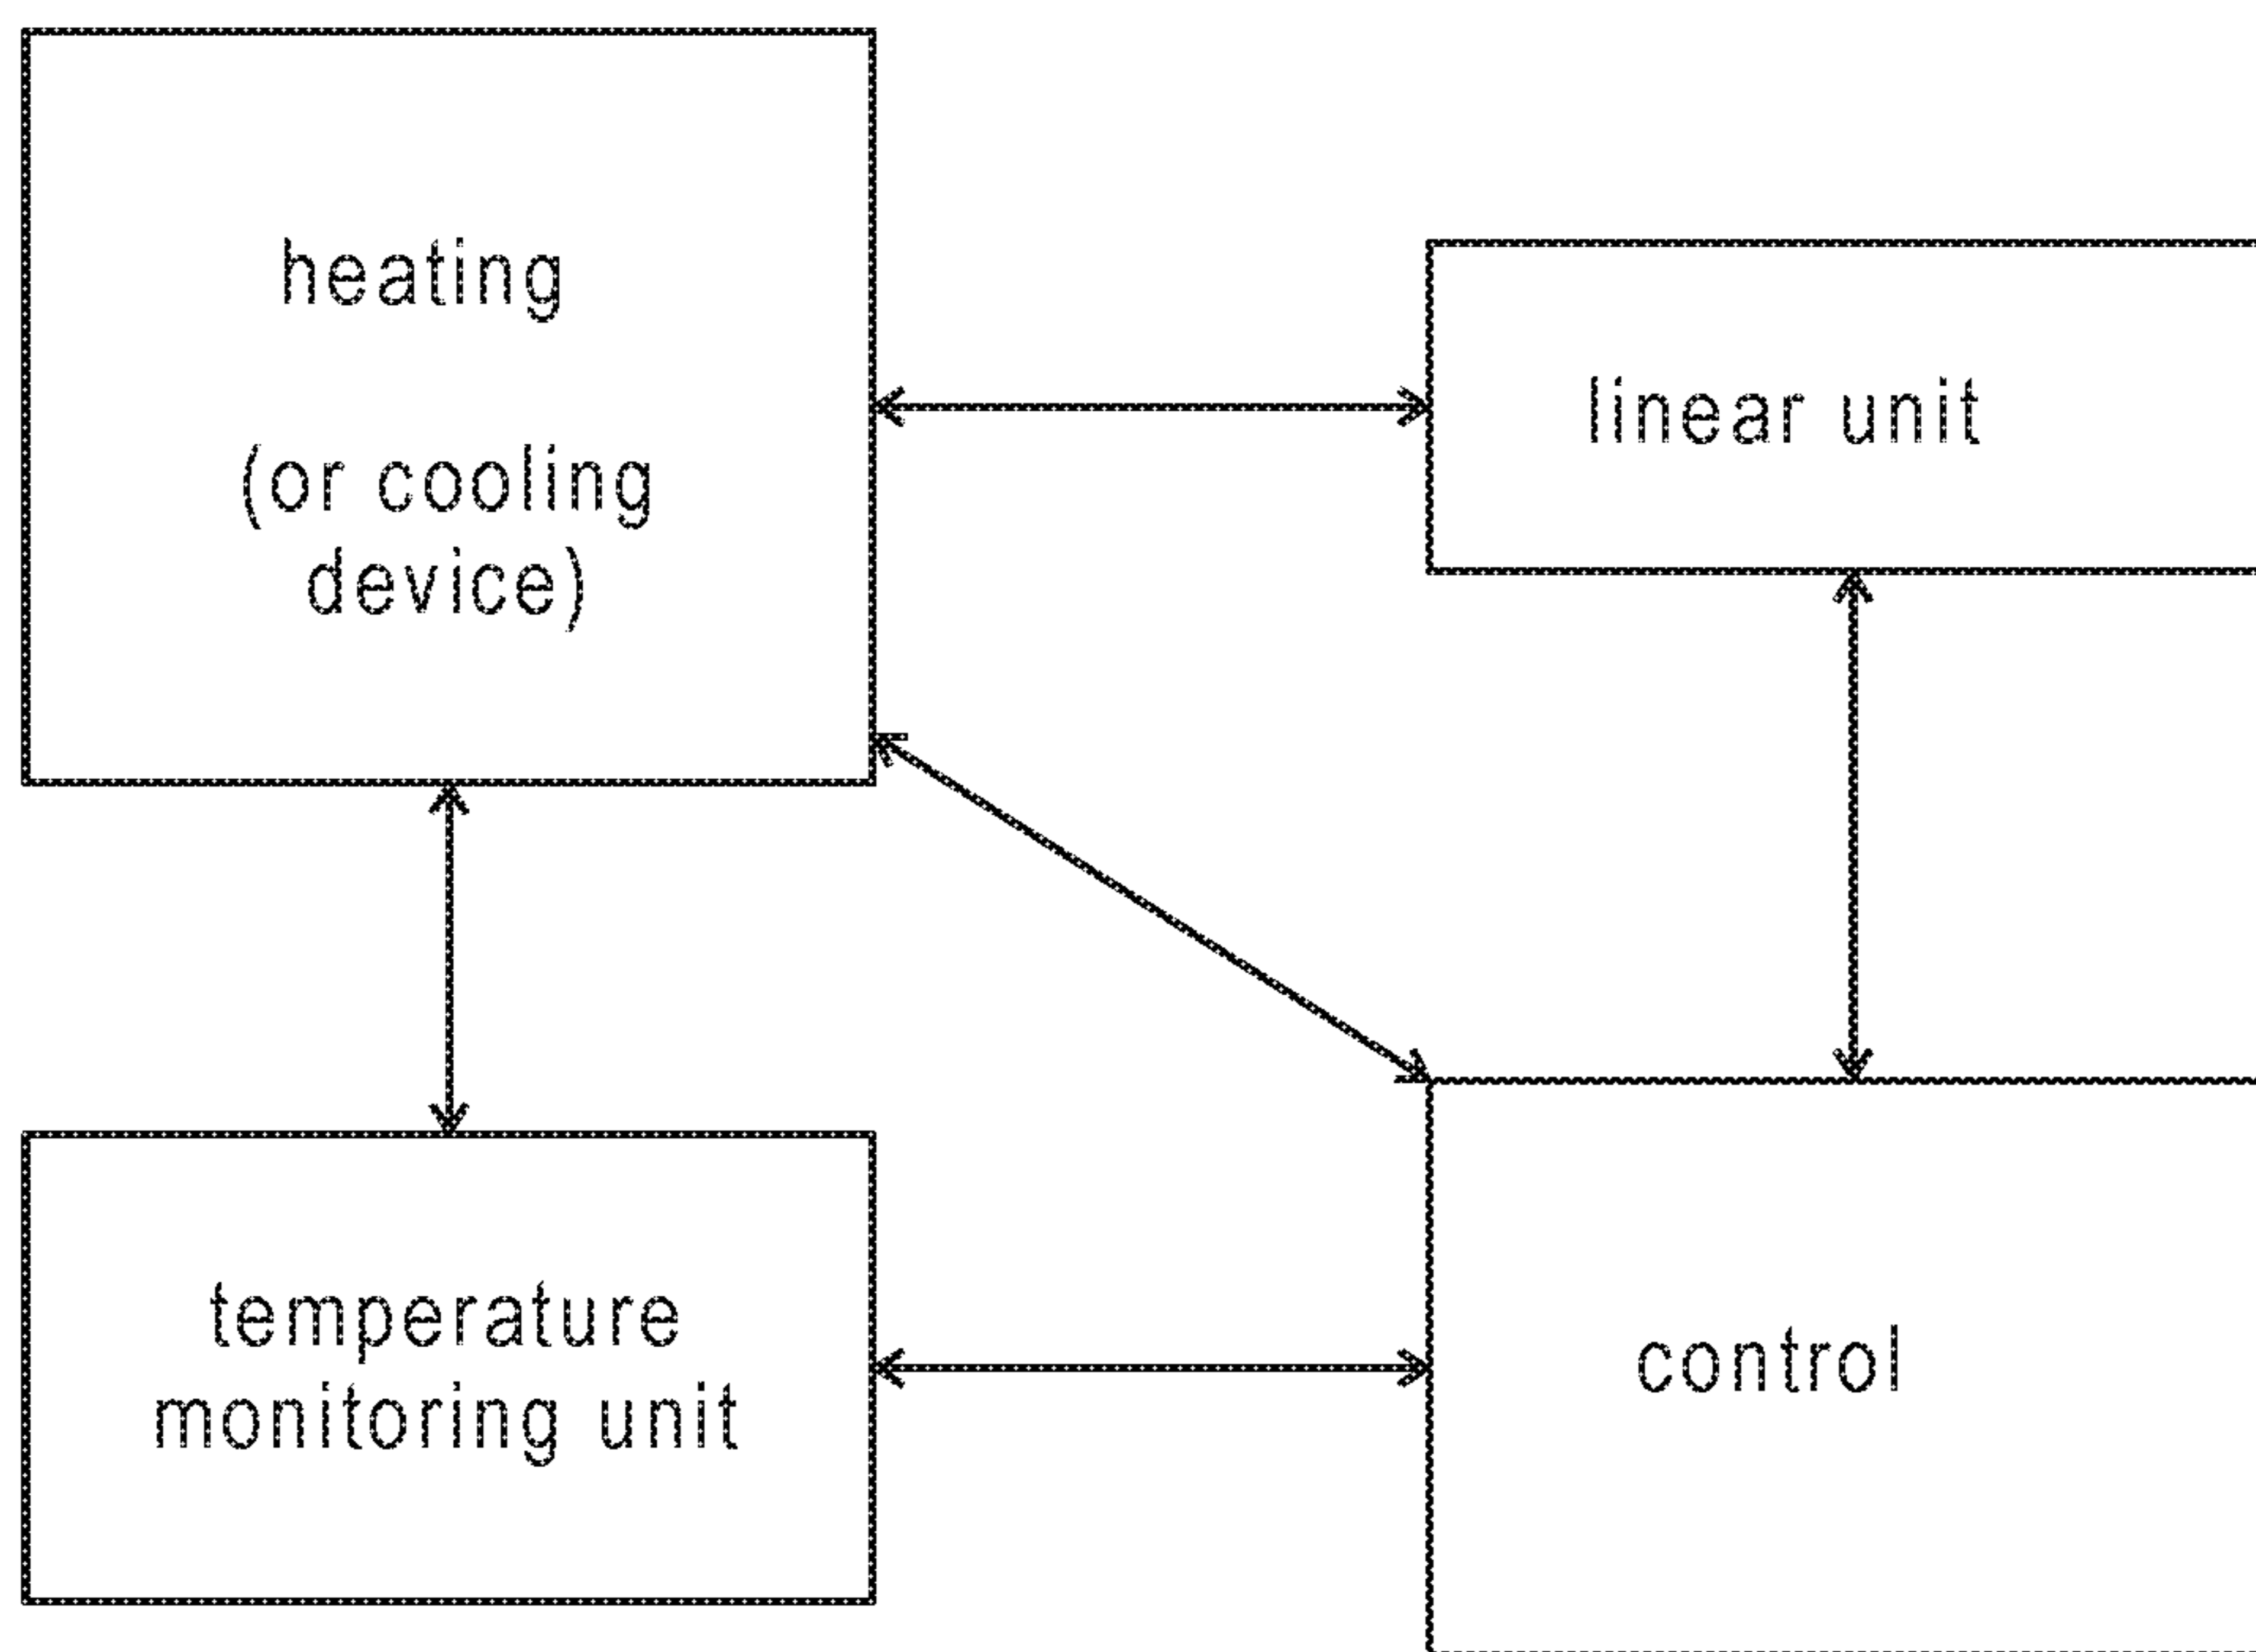 heating
(or cooling
device)
linear unit
temperature
monitoring unit
control